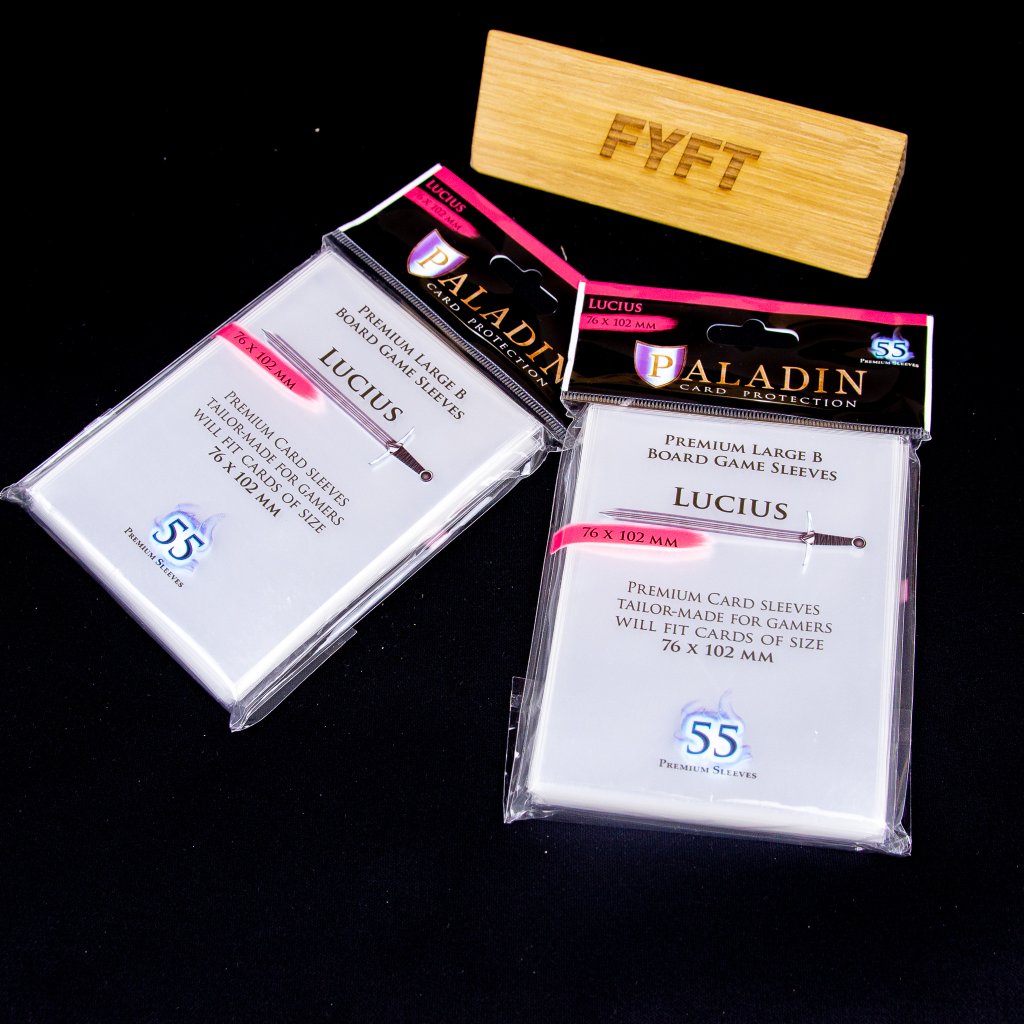 FYFT
LUCIUS
76 X 102 MM
PALADIN
CARD PROTECTION
PREMIUM LARGE B
BOARD GAME SLEEVES
LUCIUS
76 X 102 MM
PREMIUM CARD SLEEVES
TAILOR-MADE FOR GAMERS
WILL FIT CARDS OF SIZE
76 X 102 MM
55
PREMIUM SLEEVES
LUCIUS
76 X 102 MM
55
PREMIUM SLEEVES
PALADIN
CARD PROTECTION
PREMIUM LARGE B
BOARD GAME SLEEVES
LUCIUS
76 X 102 MM
PREMIUM CARD SLEEVES
TAILOR-MADE FOR GAMERS
WILL FIT CARDS OF SIZE
76 X 102 MM
55
PREMIUM SLEEVES